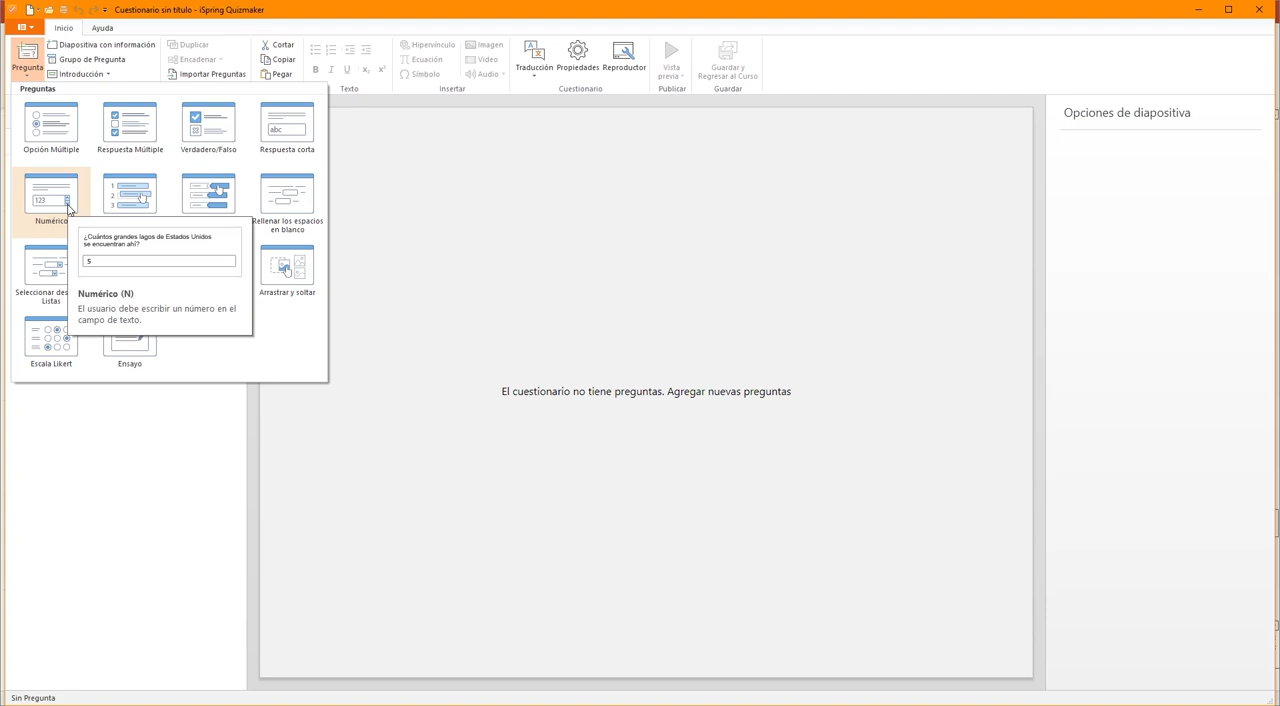 Cuestionario sin título - iSpring Quizmaker
Inicio
Ayuda
Pregunta
Diapositiva con información
Grupo de Pregunta
Introducción
Duplicar
Encadenar
Importar Preguntas
Cortar
Copiar
Pegar
B I U X₂ X²
Texto
Hipervínculo
Ecuación
Símbolo
Imagen
Video
Audio
Insertar
Traducción
Propiedades
Reproductor
Cuestionario
Vista
previa
Publicar
Guardar y
Regresar al Curso
Guardar
Preguntas
Opción Múltiple
Respuesta Múltiple
Verdadero/Falso
abc
Respuesta corta
123
Numérico
1
2
3
Rellenar los espacios
en blanco
Seleccionar des
Listas
Arrastrar y soltar
Escala Likert
Ensayo
¿Cuántos grandes lagos de Estados Unidos
se encuentran ahí?
5
Numérico (N)
El usuario debe escribir un número en el
campo de texto.
El cuestionario no tiene preguntas. Agregar nuevas preguntas
Opciones de diapositiva
Sin Pregunta